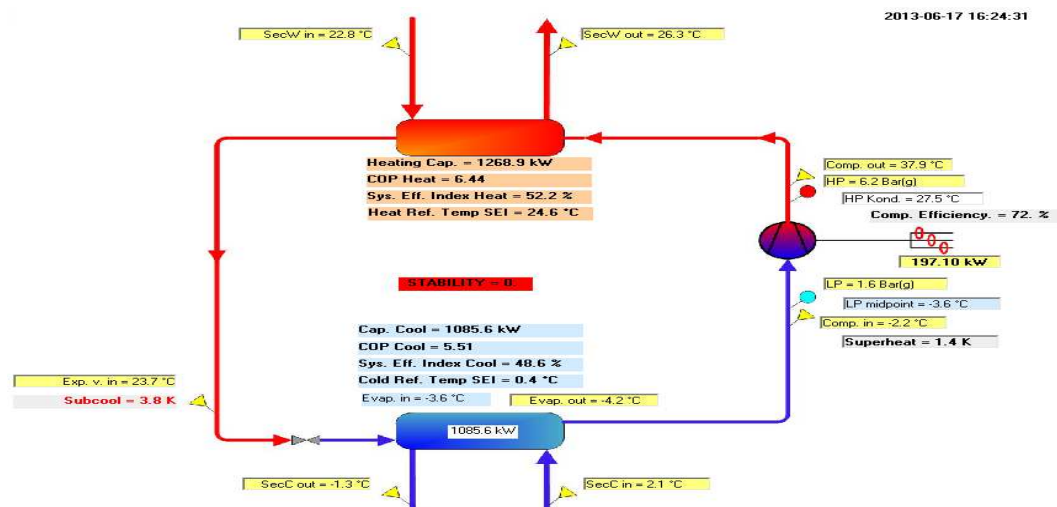 2013-06-17 16:24:31
SecW in = 22.8 °C
SecW out = 26.3 °C
Heating Cap. = 1268.9 kW
COP Heat = 6.44
Sys. Eff. Index Heat = 52.2 %
Heat Ref. Temp SEI = 24.6 °C
Comp. out = 37.9 °C
HP = 6.2 Bar(g)
HP Kond. = 27.5 °C
Comp. Efficiency. = 72. %
197.10 kW
STABILITY = 0.
LP = 1.6 Bar(g)
LP midpoint = -3.6 °C
Comp. in = -2.2 °C
Superheat = 1.4 K
Cap. Cool = 1085.6 kW
COP Cool = 5.51
Sys. Eff. Index Cool = 48.6 %
Cold Ref. Temp SEI = 0.4 °C
Exp. v. in = 23.7 °C
Subcool = 3.8 K
Evap. in = -3.6 °C
Evap. out = -4.2 °C
1085.6 kW
SecC out = -1.3 °C
SecC in = 2.1 °C